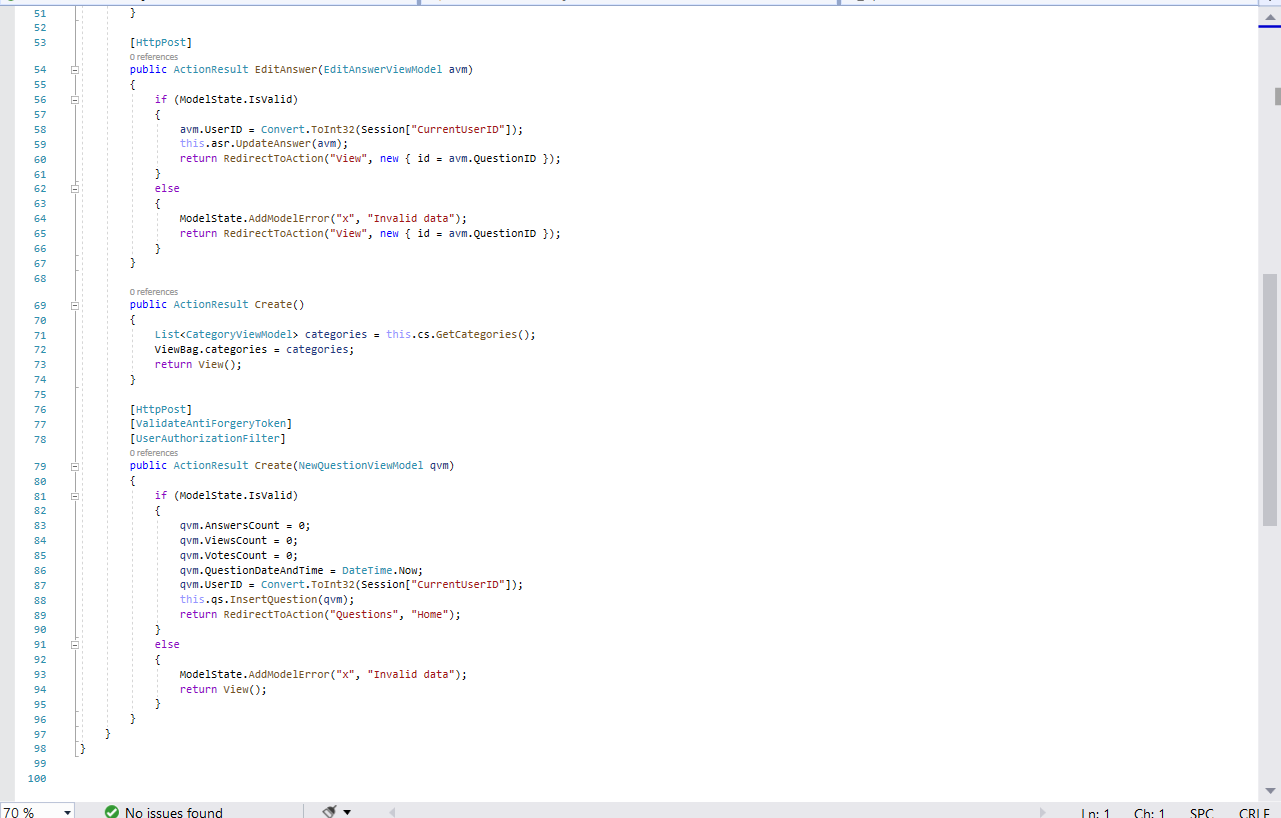 51 }
52
53 [HttpPost]
0 references
54 public ActionResult EditAnswer(EditAnswerViewModel avm)
55 {
56 if (ModelState.IsValid)
57 {
58 avm.UserID = Convert.ToInt32(Session["CurrentUserID"]);
59 this.asr.UpdateAnswer(avm);
60 return RedirectToAction("View", new { id = avm.QuestionID });
61 }
62 else
63 {
64 ModelState.AddModelError("x", "Invalid data");
65 return RedirectToAction("View", new { id = avm.QuestionID });
66 }
67 }
68
0 references
69 public ActionResult Create()
70 {
71 List<CategoryViewModel> categories = this.cs.GetCategories();
72 ViewBag.categories = categories;
73 return View();
74 }
75
76 [HttpPost]
77 [ValidateAntiForgeryToken]
78 [UserAuthorizationFilter]
0 references
79 public ActionResult Create(NewQuestionViewModel qvm)
80 {
81 if (ModelState.IsValid)
82 {
83 qvm.AnswersCount = 0;
84 qvm.ViewsCount = 0;
85 qvm.VotesCount = 0;
86 qvm.QuestionDateAndTime = DateTime.Now;
87 qvm.UserID = Convert.ToInt32(Session["CurrentUserID"]);
88 this.qs.InsertQuestion(qvm);
89 return RedirectToAction("Questions", "Home");
90 }
91 else
92 {
93 ModelState.AddModelError("x", "Invalid data");
94 return View();
95 }
96 }
97 }
98 }
99
100
70 % No issues found Ln: 1 Ch: 1 SPC CRLF